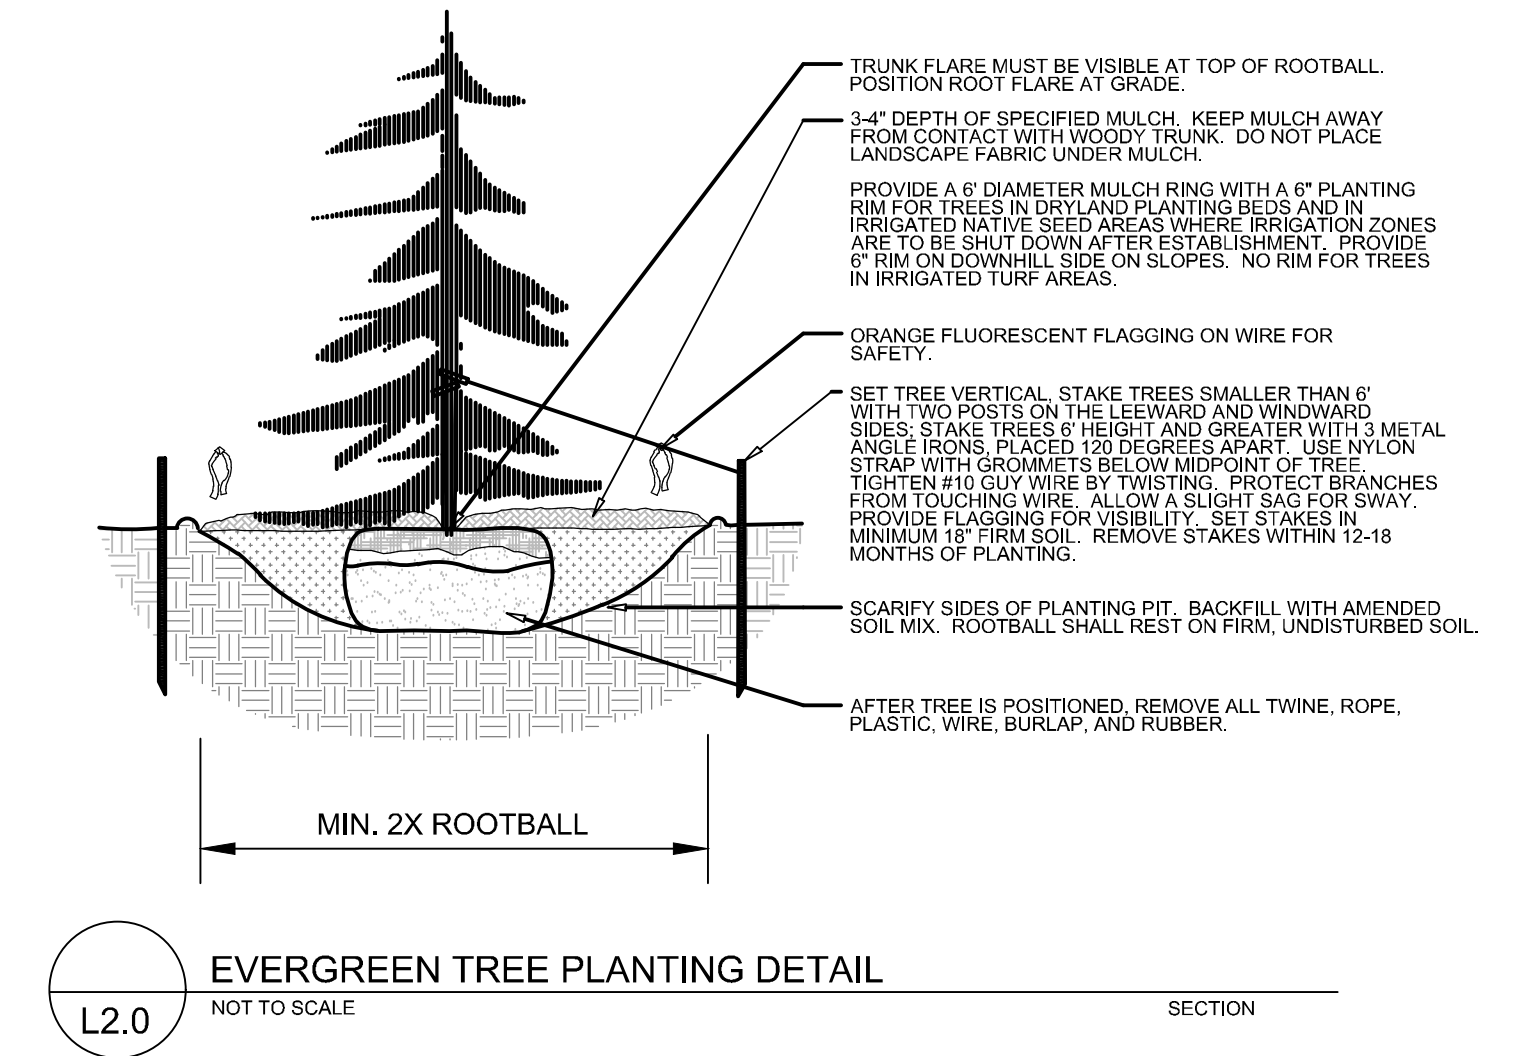 TRUNK FLARE MUST BE VISIBLE AT TOP OF ROOTBALL.
POSITION ROOT FLARE AT GRADE.
3-4" DEPTH OF SPECIFIED MULCH. KEEP MULCH AWAY
FROM CONTACT WITH WOODY TRUNK. DO NOT PLACE
LANDSCAPE FABRIC UNDER MULCH.
PROVIDE A 6' DIAMETER MULCH RING WITH A 6" PLANTING
RIM FOR TREES IN DRYLAND PLANTING BEDS AND IN
IRRIGATED NATIVE SEED AREAS WHERE IRRIGATION ZONES
ARE TO BE SHUT DOWN AFTER ESTABLISHMENT. PROVIDE
6" RIM ON DOWNHILL SIDE ON SLOPES. NO RIM FOR TREES
IN IRRIGATED TURF AREAS.
ORANGE FLUORESCENT FLAGGING ON WIRE FOR
SAFETY.
SET TREE VERTICAL, STAKE TREES SMALLER THAN 6'
WITH TWO POSTS ON THE LEEWARD AND WINDWARD
SIDES; STAKE TREES 6' HEIGHT AND GREATER WITH 3 METAL
ANGLE IRONS, PLACED 120 DEGREES APART. USE NYLON
STRAP WITH GROMMETS BELOW MIDPOINT OF TREE.
TIGHTEN #10 GUY WIRE BY TWISTING. PROTECT BRANCHES
FROM TOUCHING WIRE. ALLOW A SLIGHT SAG FOR SWAY.
PROVIDE FLAGGING FOR VISIBILITY. SET STAKES IN
MINIMUM 18" FIRM SOIL. REMOVE STAKES WITHIN 12-18
MONTHS OF PLANTING.
SCARIFY SIDES OF PLANTING PIT. BACKFILL WITH AMENDED
SOIL MIX. ROOTBALL SHALL REST ON FIRM, UNDISTURBED SOIL.
AFTER TREE IS POSITIONED, REMOVE ALL TWINE, ROPE,
PLASTIC, WIRE, BURLAP, AND RUBBER.
MIN. 2X ROOTBALL
EVERGREEN TREE PLANTING DETAIL
L2.0
NOT TO SCALE
SECTION